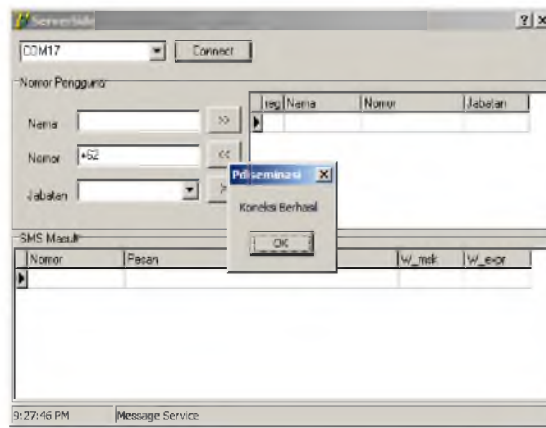 ServerSide
COM17 Connect
Nomor Pengguna
Nama >>
Nomor +62 <<
Jabatan
reg Nama Nomor Jabatan
Pdiseminasi
Koneksi Berhasil
OK
SMS Masuk
Nomor Pesan W_msk W_expr
9:27:46 PM Message Service